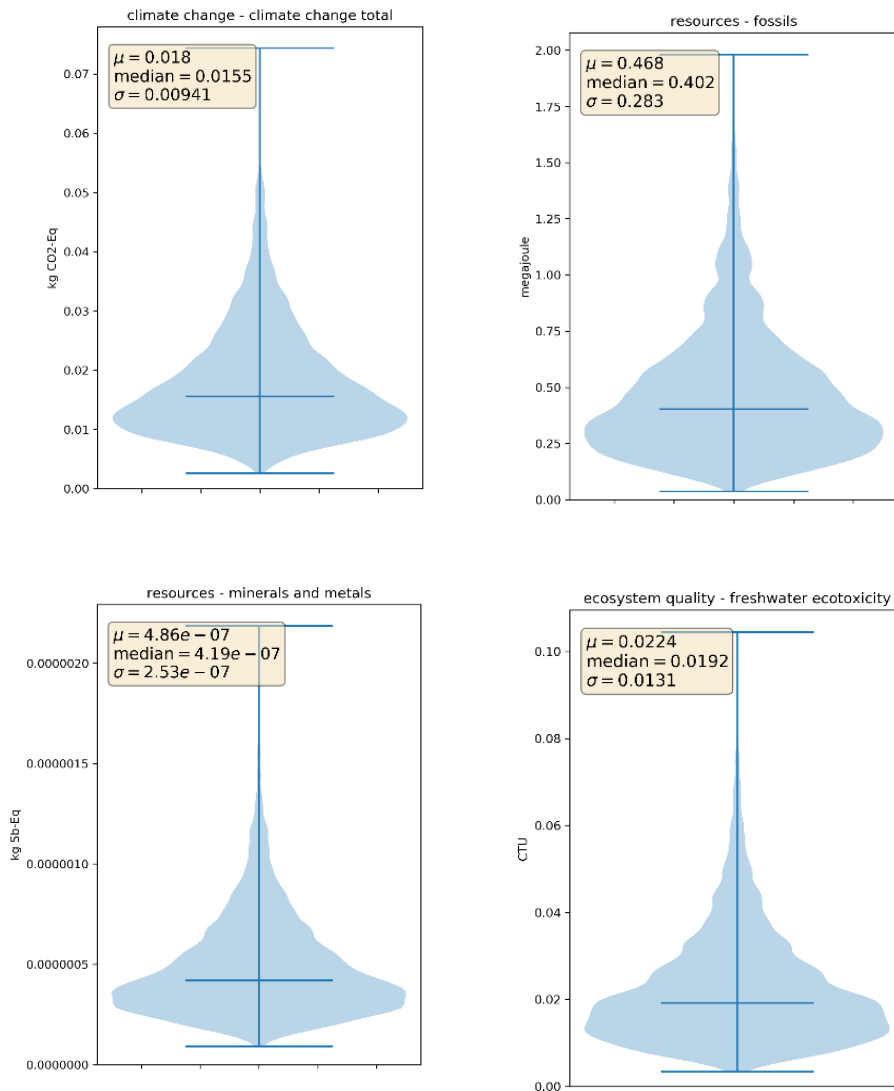 climate change - climate change total
μ = 0.018
median = 0.0155
σ = 0.00941
kg CO2-Eq
0.07
0.06
0.05
0.04
0.03
0.02
0.01
0.00
resources - fossils
μ = 0.468
median = 0.402
σ = 0.283
megajoule
2.00
1.75
1.50
1.25
1.00
0.75
0.50
0.25
0.00
resources - minerals and metals
μ = 4.86e − 07
median = 4.19e − 07
σ = 2.53e − 07
kg Sb-Eq
0.0000020
0.0000015
0.0000010
0.0000005
0.0000000
ecosystem quality - freshwater ecotoxicity
μ = 0.0224
median = 0.0192
σ = 0.0131
CTU
0.10
0.08
0.06
0.04
0.02
0.00